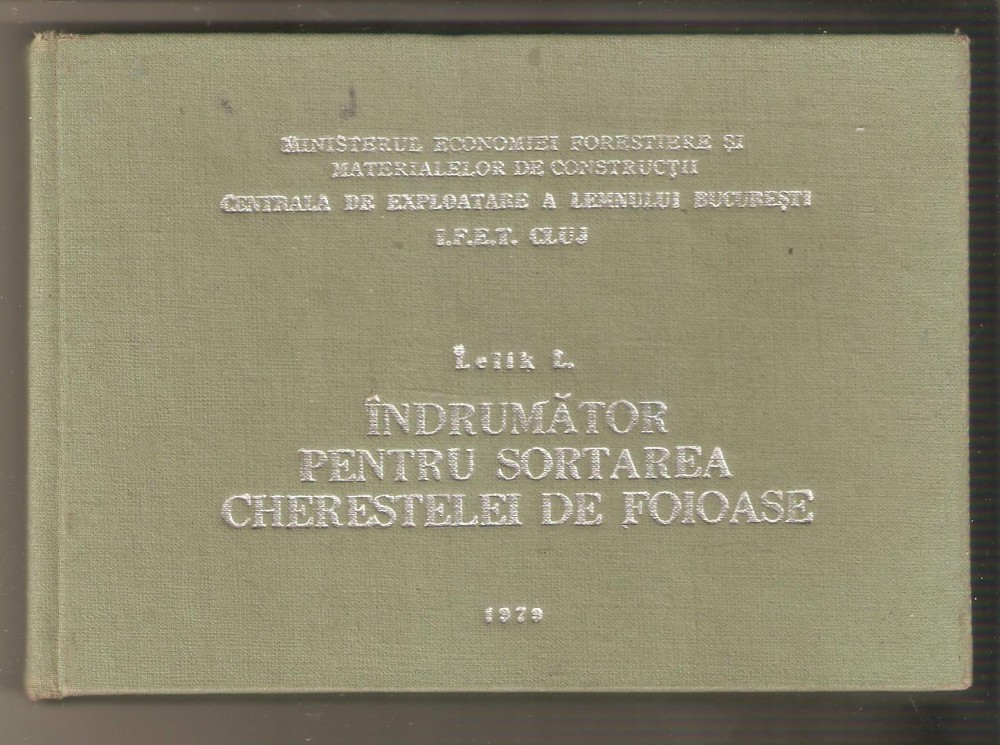 MINISTERUL ECONOMIEI FORESTIERE ȘI
MATERIALELOR DE CONSTRUCȚII
CENTRALA DE EXPLOATARE A LEMNULUI BUCUREȘTI
I.F.E.T. CLUJ
Lelik L.
ÎNDRUMĂTOR
PENTRU SORTAREA
CHERESTELEI DE FOIOASE
1979